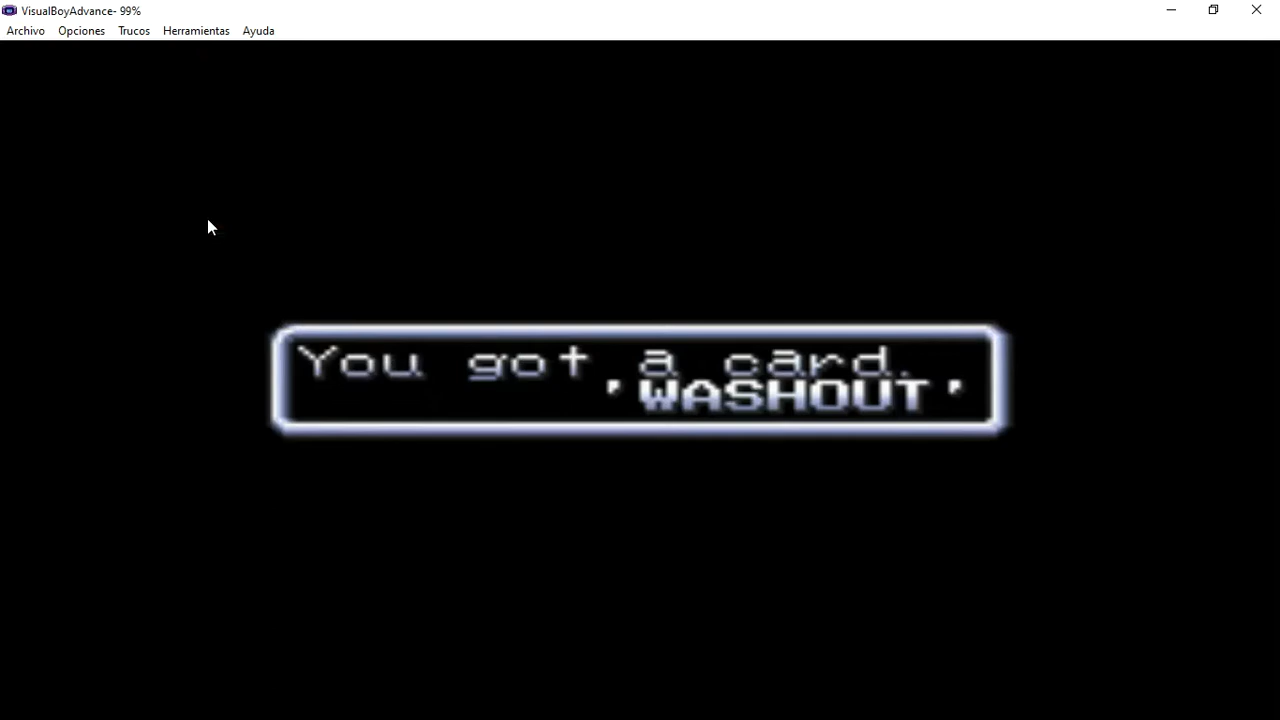 VisualBoyAdvance- 99%
Archivo Opciones Trucos Herramientas Ayuda
You got a card.
'WASHOUT'